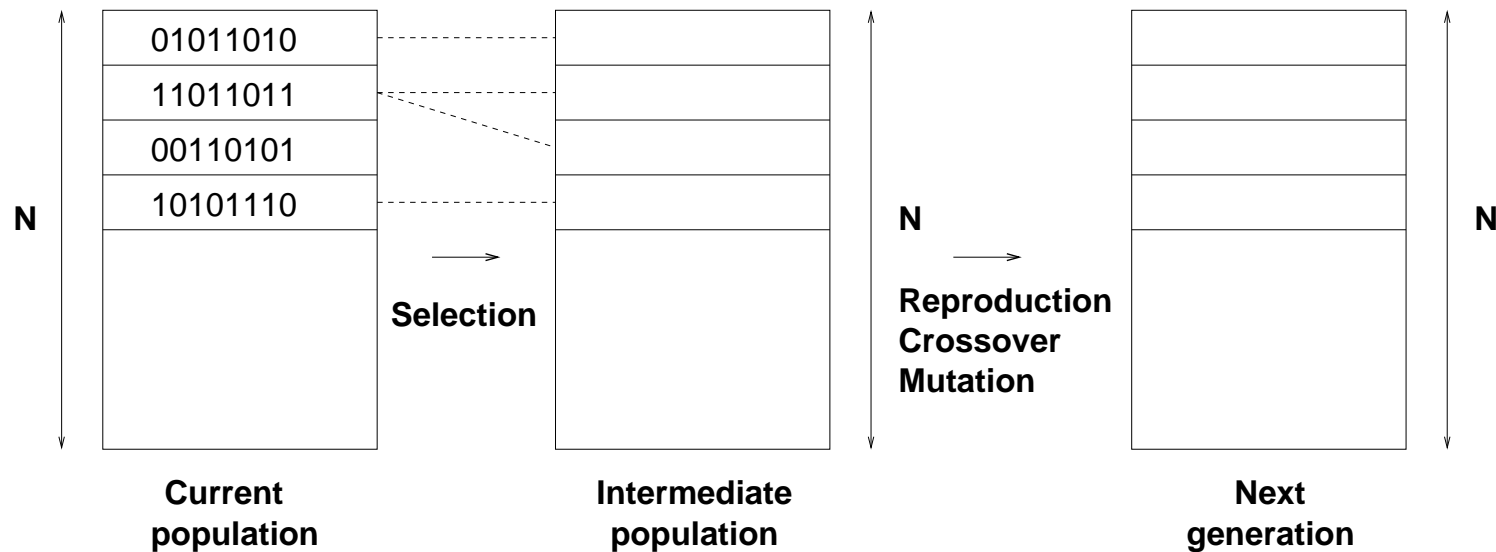 01011010
11011011
00110101
10101110
N
N
N
Selection
Reproduction
Crossover
Mutation
Current
population
Intermediate
population
Next
generation